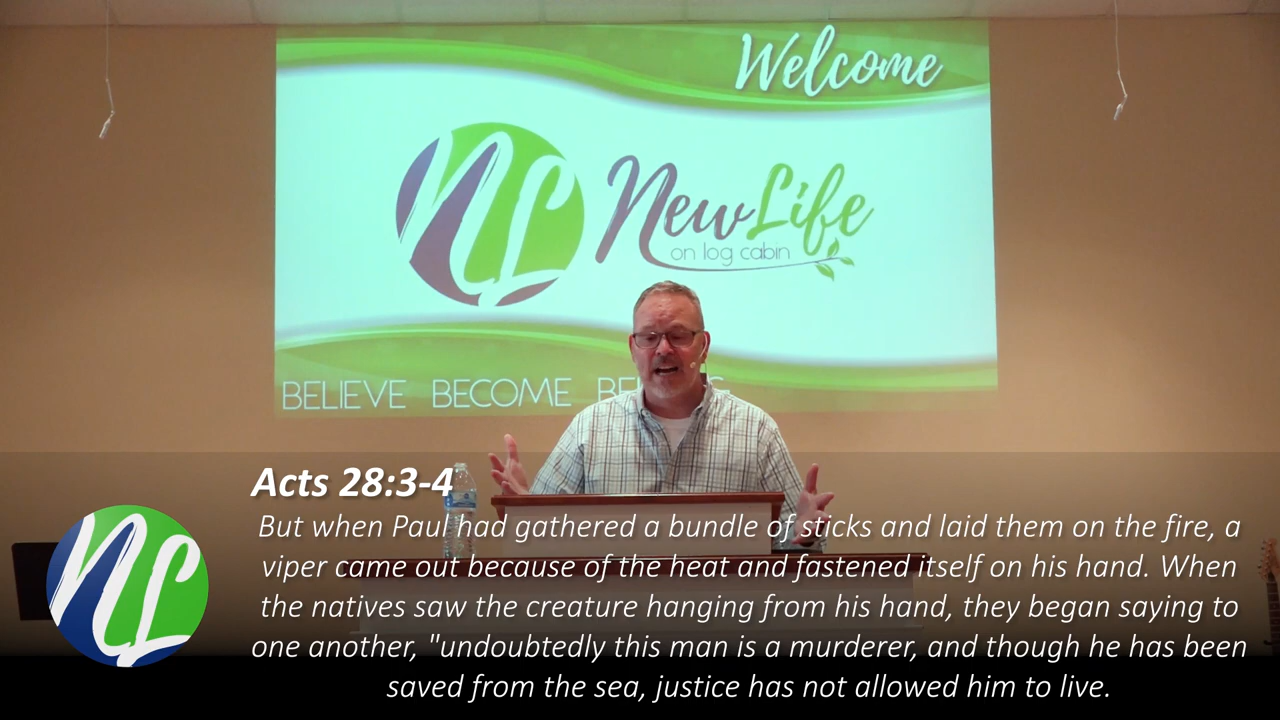 Welcome
NL
NewLife
on log cabin
BELIEVE BECOME
Acts 28:3-4
NL
But when Paul had gathered a bundle of sticks and laid them on the fire, a
viper came out because of the heat and fastened itself on his hand. When
the natives saw the creature hanging from his hand, they began saying to
one another, "undoubtedly this man is a murderer, and though he has been
saved from the sea, justice has not allowed him to live.